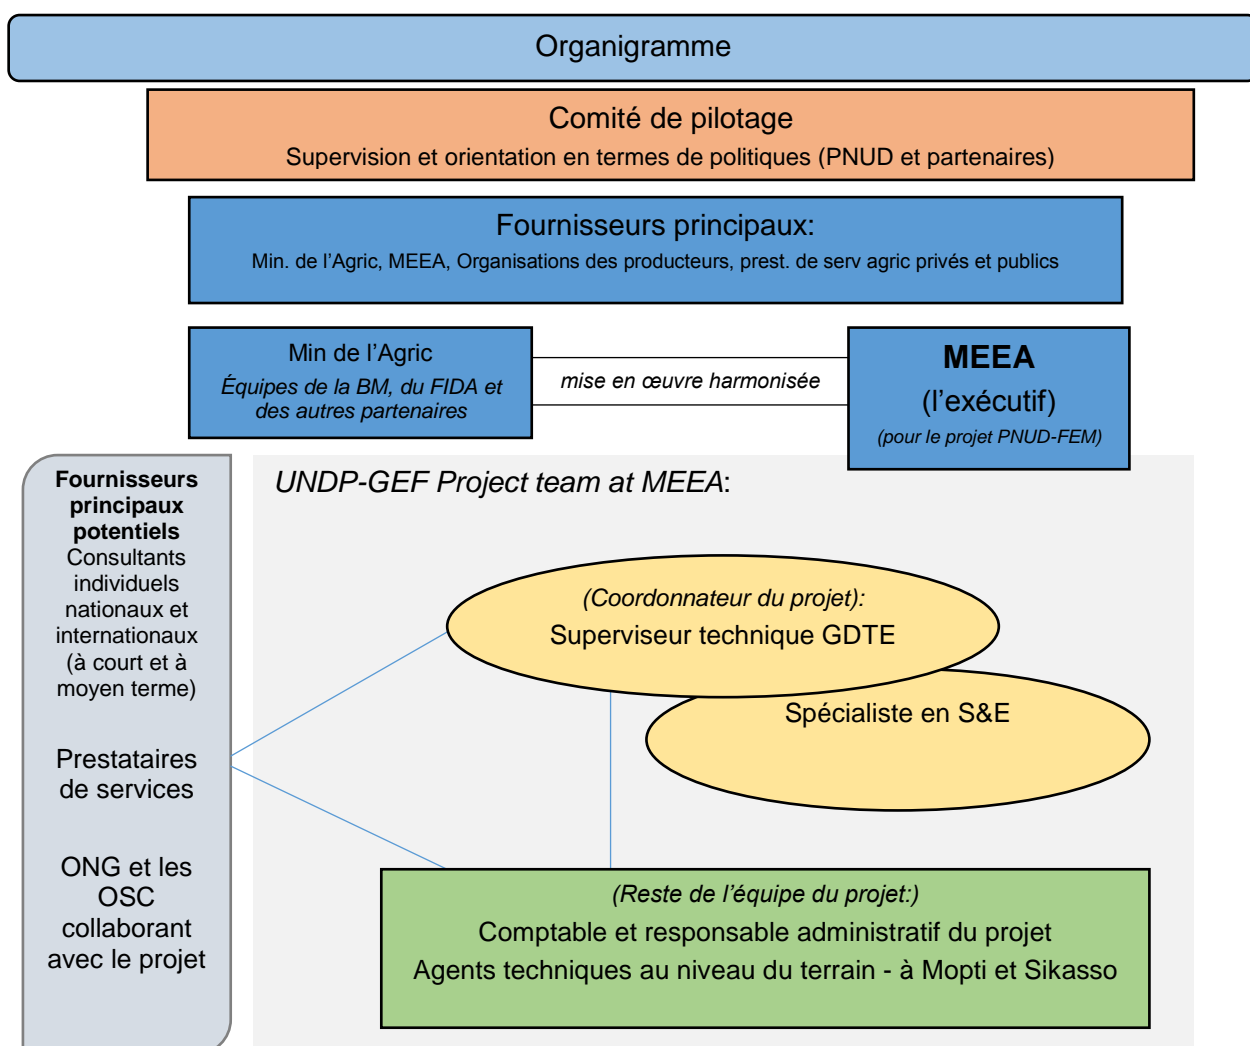 Organigramme
Comité de pilotage
Supervision et orientation en termes de politiques (PNUD et partenaires)
Fournisseurs principaux:
Min. de l'Agric, MEEA, Organisations des producteurs, prest. de serv agric privés et publics
Min de l'Agric
Équipes de la BM, du FIDA et
des autres partenaires
mise en œuvre harmonisée
MEEA
(l'exécutif)
(pour le projet PNUD-FEM)
Fournisseurs
principaux
potentiels
Consultants
individuels
nationaux et
internationaux
(à court et à
moyen terme)
Prestataires
de services
ONG et les
OSC
collaborant
avec le projet
UNDP-GEF Project team at MEEA:
(Coordonnateur du projet):
Superviseur technique GDTE
Spécialiste en S&E
(Reste de l'équipe du projet:)
Comptable et responsable administratif du projet
Agents techniques au niveau du terrain - à Mopti et Sikasso